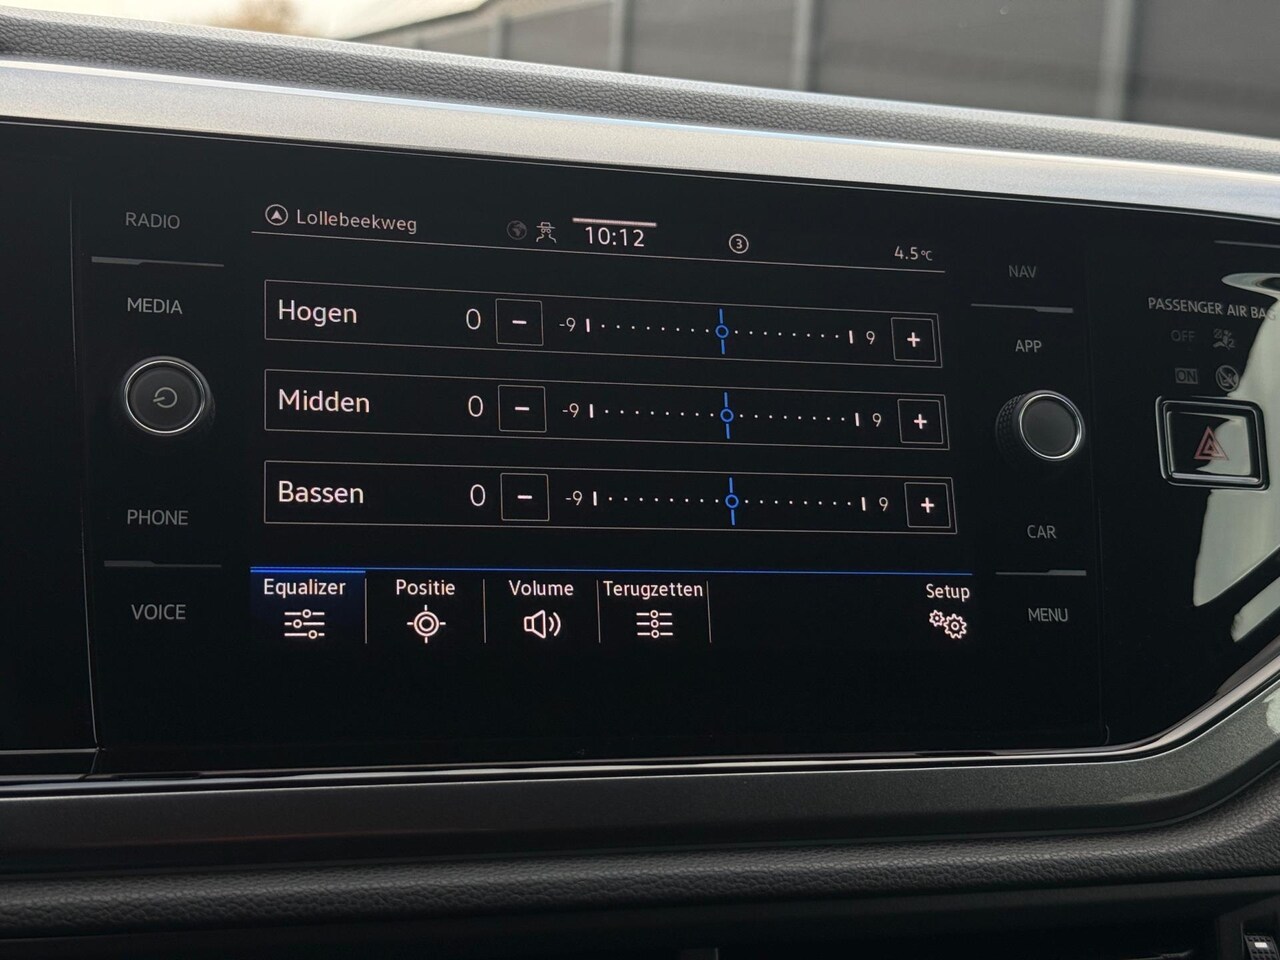 RADIO
MEDIA
PHONE
VOICE
Lollebeekweg
10:12
3
4.5°C
Hogen 0 - -9 9 +
Midden 0 - -9 9 +
Bassen 0 - -9 9 +
Equalizer Positie Volume Terugzetten Setup
NAV
APP
CAR
MENU
PASSENGER AIR BAG
OFF
ON